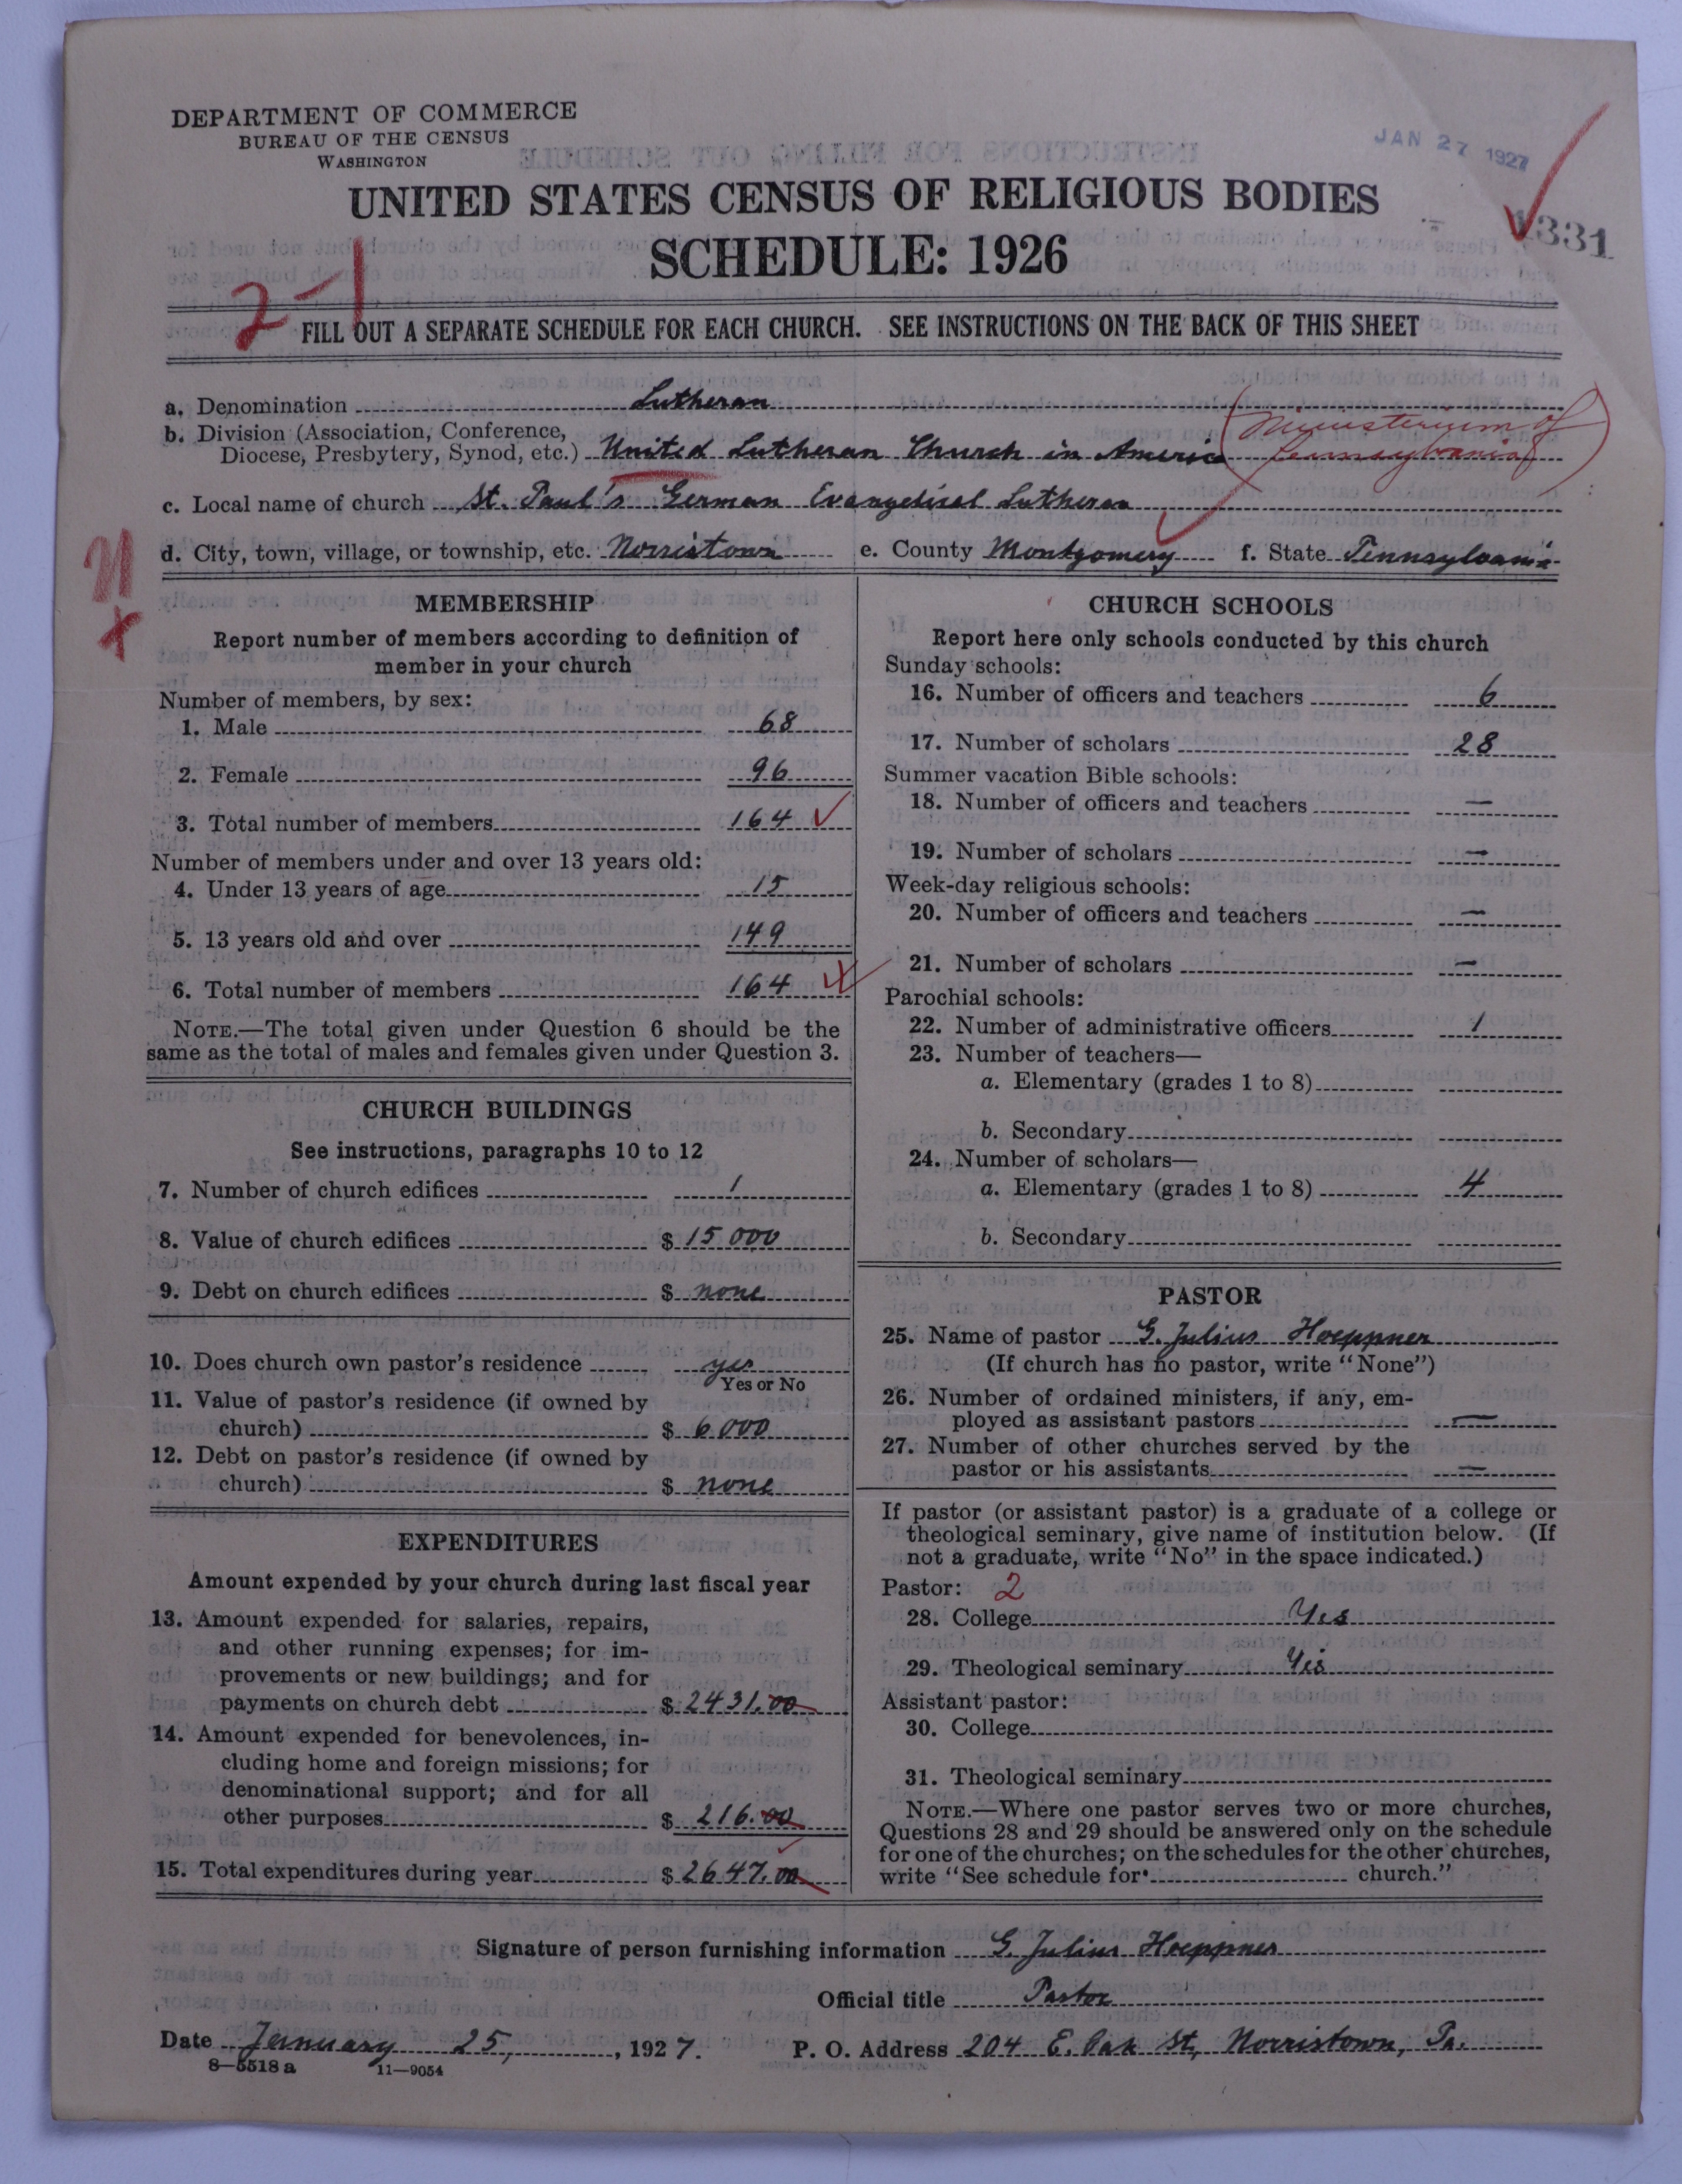 DEPARTMENT OF COMMERCE
BUREAU OF THE CENSUS
WASHINGTON
JAN 27 1927
UNITED STATES CENSUS OF RELIGIOUS BODIES
1331
SCHEDULE: 1926
2-1
FILL OUT A SEPARATE SCHEDULE FOR EACH CHURCH. SEE INSTRUCTIONS ON THE BACK OF THIS SHEET
a. Denomination Lutheran
b. Division (Association, Conference,
Diocese, Presbytery, Synod, etc.) United Lutheran Church in America (Ministerium of Pennsylvania)
c. Local name of church St. Paul's German Evangelical Lutheran
d. City, town, village, or township, etc. Norristown e. County Montgomery f. State Pennsylvania
MEMBERSHIP
Report number of members according to definition of
member in your church
Number of members, by sex:
1. Male 68
2. Female 96
3. Total number of members 164
Number of members under and over 13 years old:
4. Under 13 years of age 15
5. 13 years old and over 149
6. Total number of members 164
NOTE.—The total given under Question 6 should be the
same as the total of males and females given under Question 3.
CHURCH BUILDINGS
See instructions, paragraphs 10 to 12
7. Number of church edifices 1
8. Value of church edifices $ 15 000
9. Debt on church edifices $ none
10. Does church own pastor's residence yes
Yes or No
11. Value of pastor's residence (if owned by
church) $ 6 000
12. Debt on pastor's residence (if owned by
church) $ none
EXPENDITURES
Amount expended by your church during last fiscal year
13. Amount expended for salaries, repairs,
and other running expenses; for im-
provements or new buildings; and for
payments on church debt $ 2431.00
14. Amount expended for benevolences, in-
cluding home and foreign missions; for
denominational support; and for all
other purposes $ 216.00
15. Total expenditures during year $ 2647.00
CHURCH SCHOOLS
Report here only schools conducted by this church
Sunday schools:
16. Number of officers and teachers 6
17. Number of scholars 28
Summer vacation Bible schools:
18. Number of officers and teachers —
19. Number of scholars —
Week-day religious schools:
20. Number of officers and teachers —
21. Number of scholars —
Parochial schools:
22. Number of administrative officers 1
23. Number of teachers—
a. Elementary (grades 1 to 8)
b. Secondary
24. Number of scholars—
a. Elementary (grades 1 to 8) 4
b. Secondary
PASTOR
25. Name of pastor G. Julius Hoeppner
(If church has no pastor, write "None")
26. Number of ordained ministers, if any, em-
ployed as assistant pastors —
27. Number of other churches served by the
pastor or his assistants —
If pastor (or assistant pastor) is a graduate of a college or
theological seminary, give name of institution below. (If
not a graduate, write "No" in the space indicated.)
Pastor: 2
28. College Yes
29. Theological seminary Yes
Assistant pastor:
30. College
31. Theological seminary
NOTE.—Where one pastor serves two or more churches,
Questions 28 and 29 should be answered only on the schedule
for one of the churches; on the schedules for the other churches,
write "See schedule for church."
Signature of person furnishing information G. Julius Hoeppner
Official title Pastor
Date January 25, , 1927. P. O. Address 204 E. Oak St, Norristown, Pa.
8—5518 a 11—9054